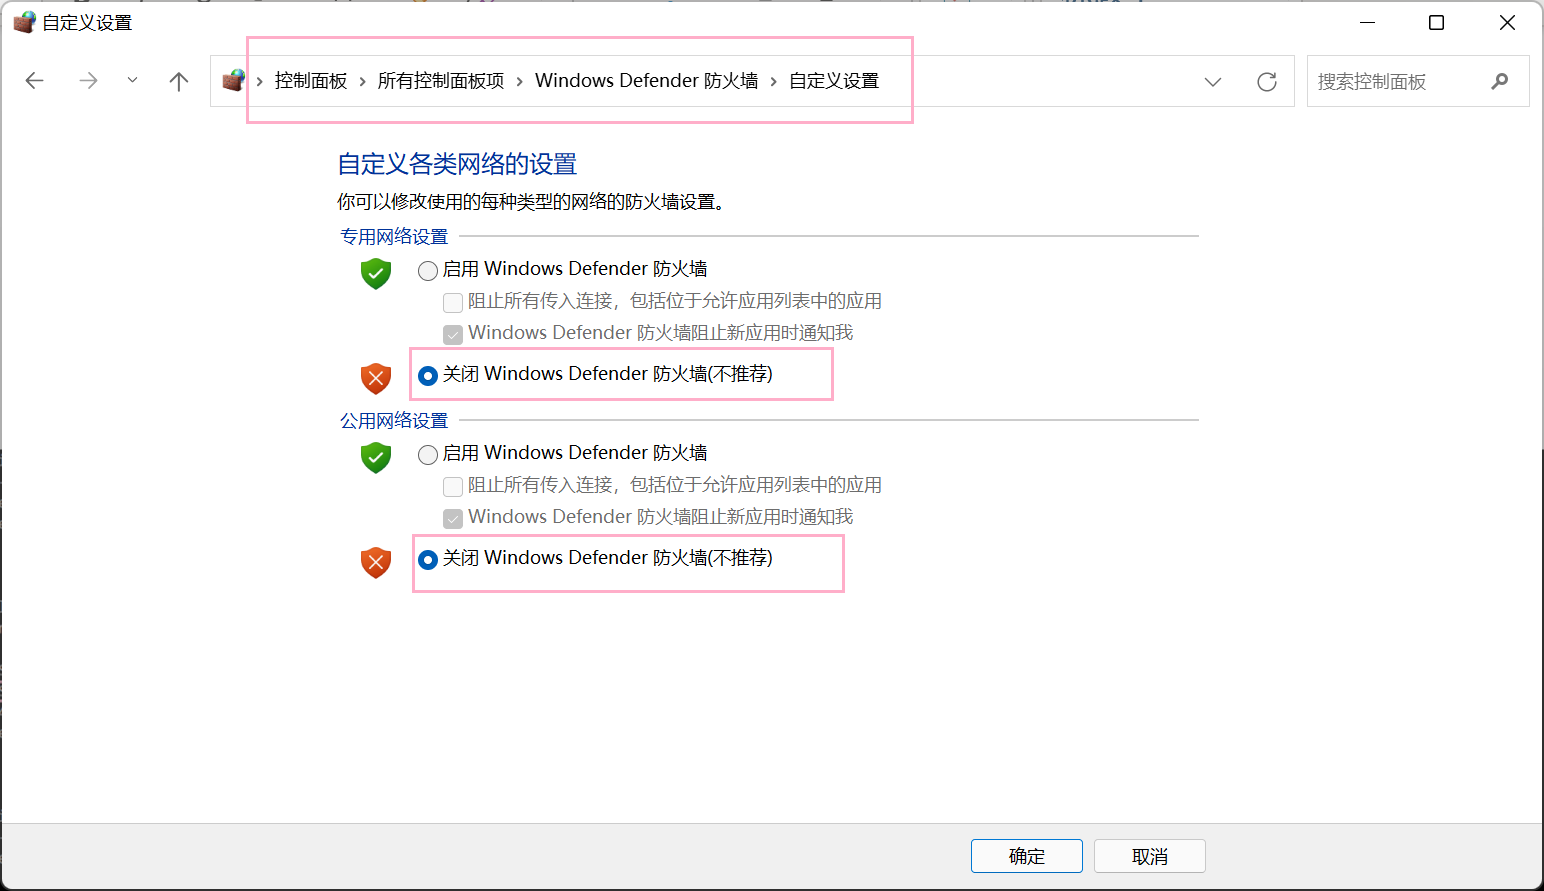 自定义设置
控制面板 › 所有控制面板项 › Windows Defender 防火墙 › 自定义设置
搜索控制面板
自定义各类网络的设置
你可以修改使用的每种类型的网络的防火墙设置。
专用网络设置
启用 Windows Defender 防火墙
阻止所有传入连接，包括位于允许应用列表中的应用
Windows Defender 防火墙阻止新应用时通知我
关闭 Windows Defender 防火墙(不推荐)
公用网络设置
启用 Windows Defender 防火墙
阻止所有传入连接，包括位于允许应用列表中的应用
Windows Defender 防火墙阻止新应用时通知我
关闭 Windows Defender 防火墙(不推荐)
确定
取消